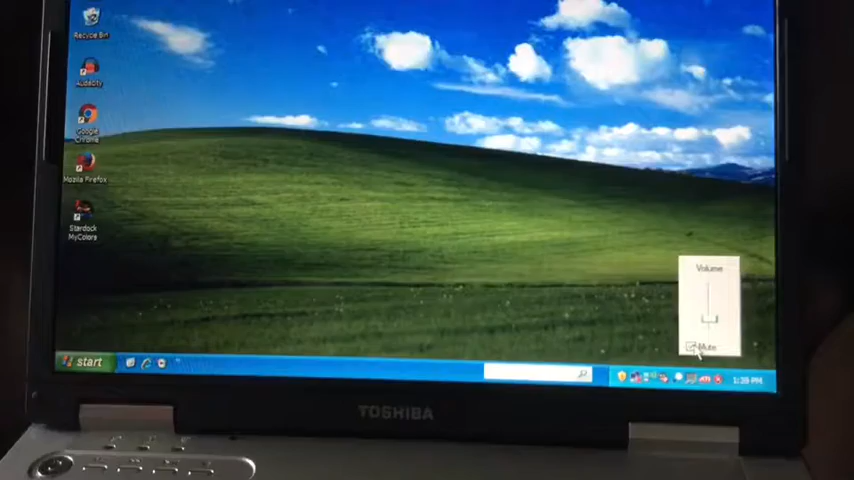 Recycle Bin
Audacity
Google
Chrome
Mozilla Firefox
Stardock
MyColors
Volume
Mute
start
1:28 PM
TOSHIBA